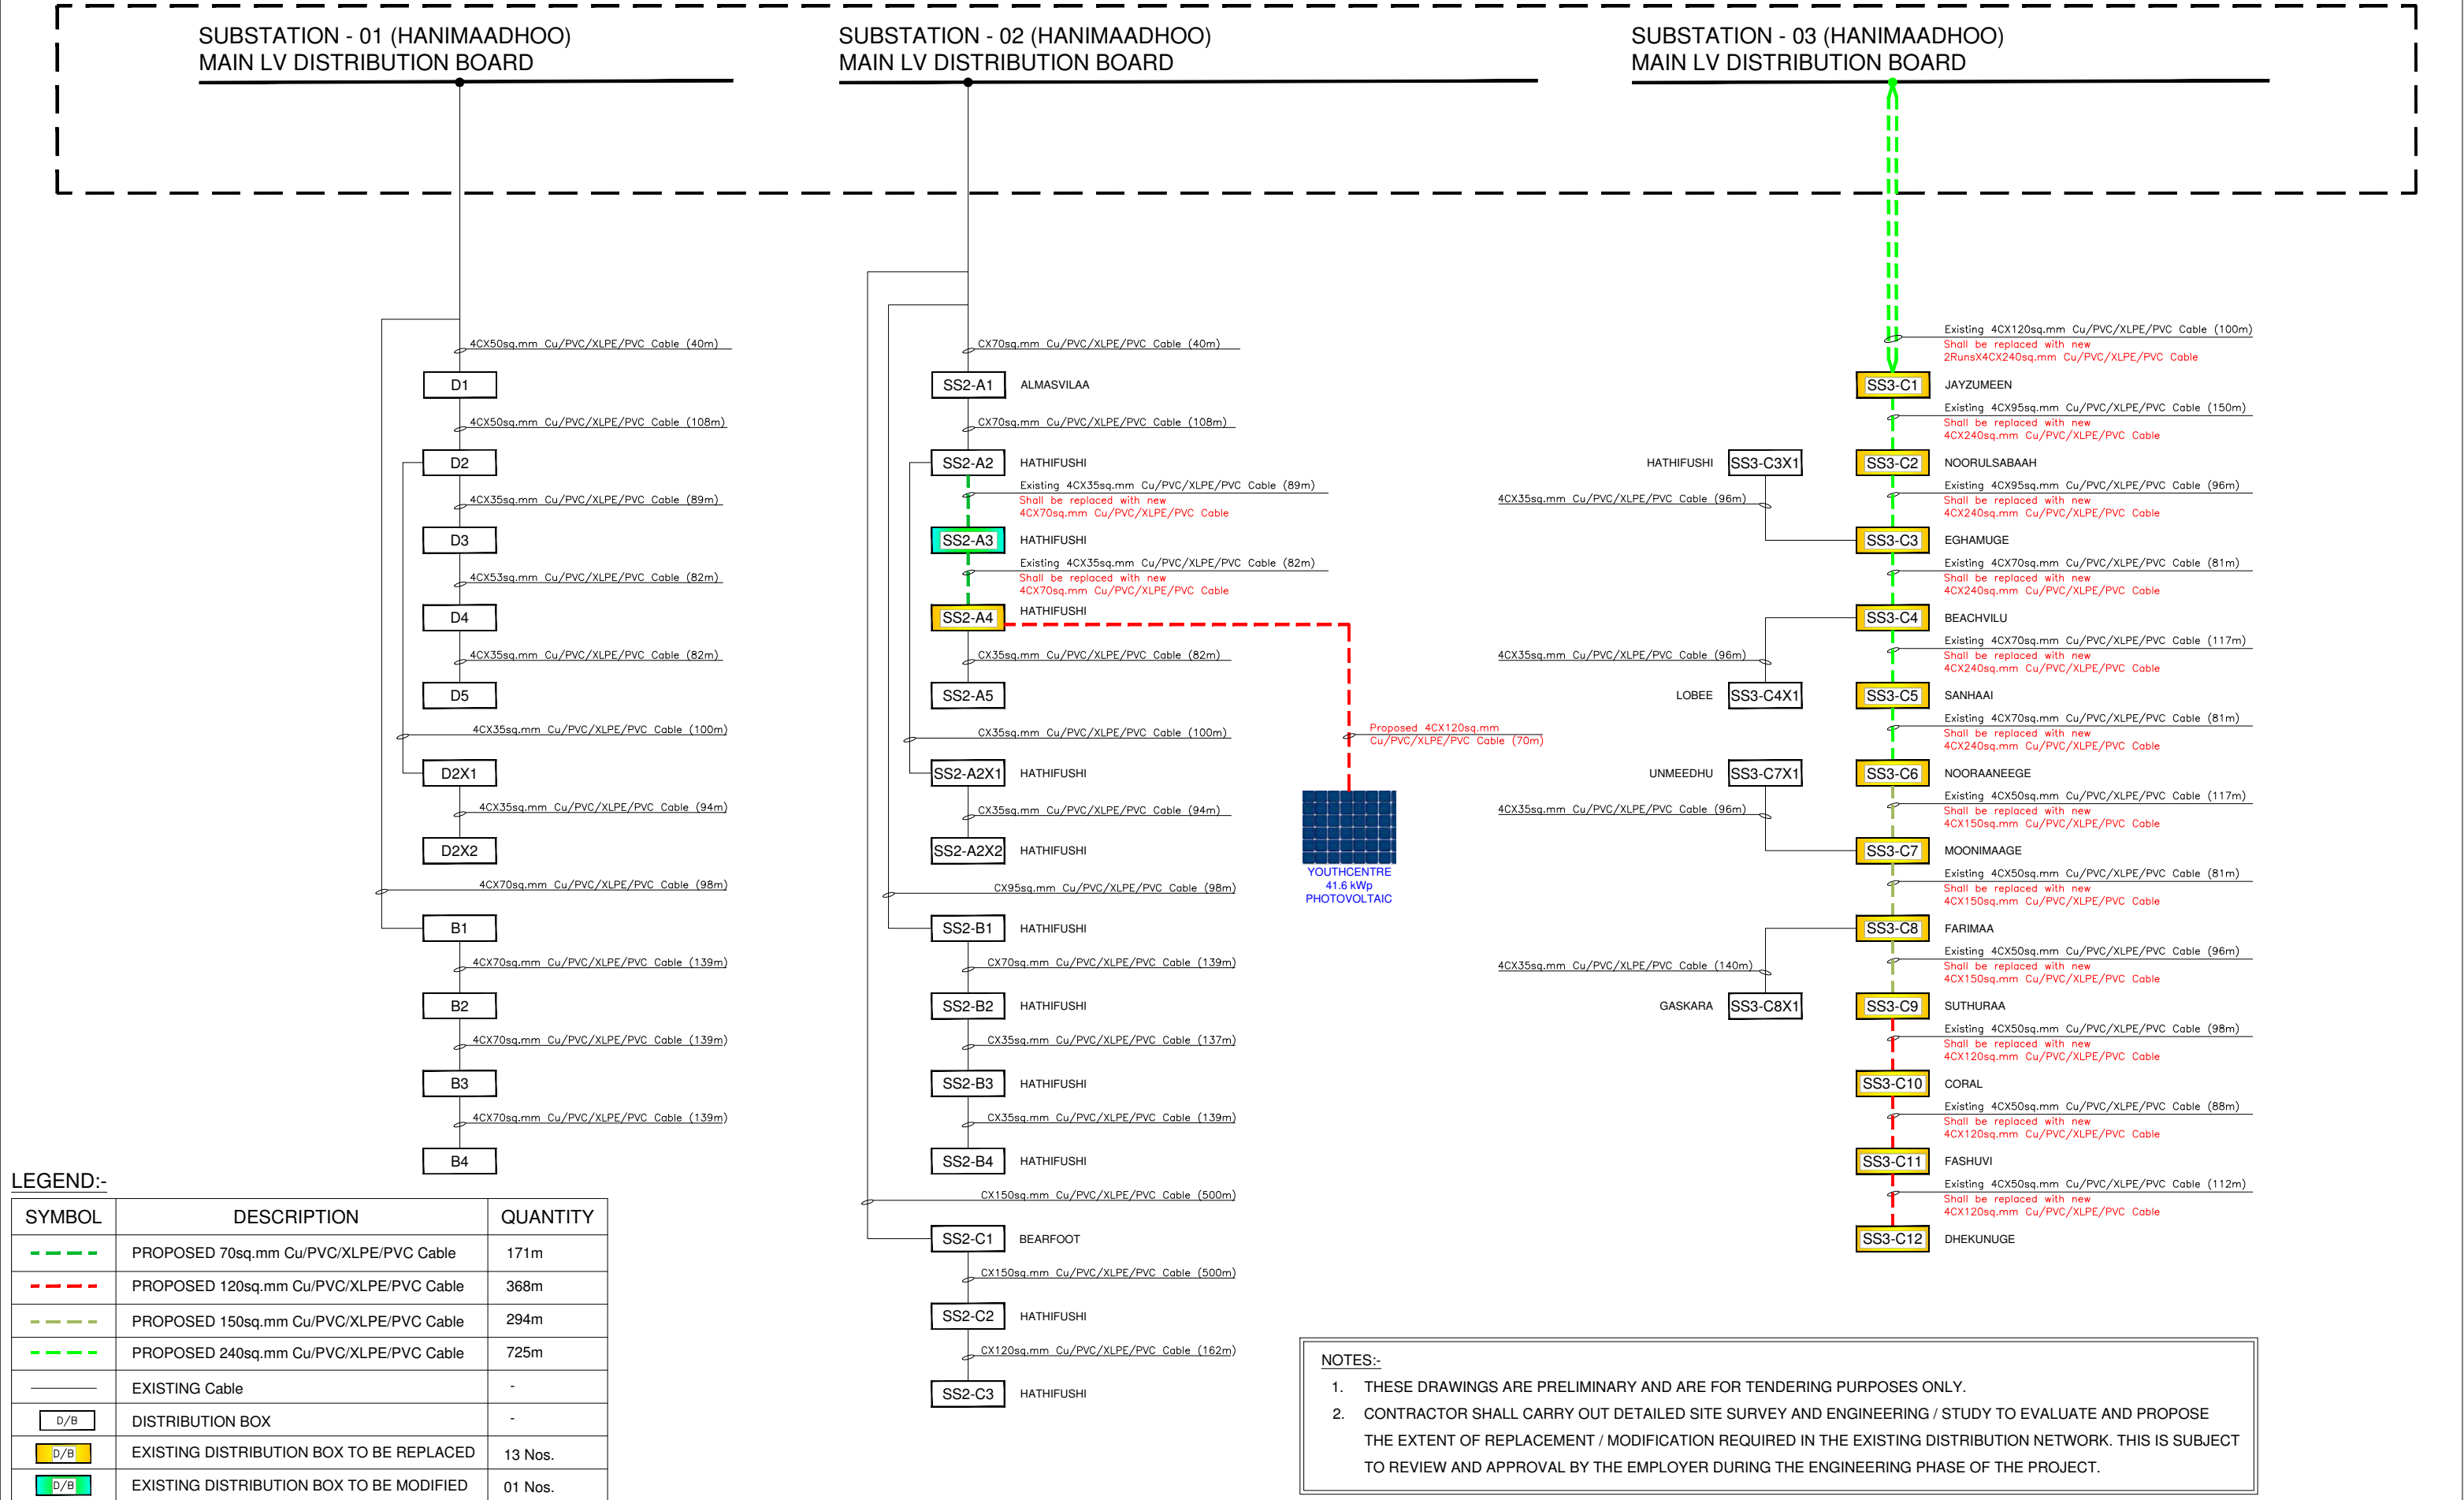 SUBSTATION - 01 (HANIMAADHOO)
MAIN LV DISTRIBUTION BOARD
4CX50sq.mm Cu/PVC/XLPE/PVC Cable (40m)
D1
4CX50sq.mm Cu/PVC/XLPE/PVC Cable (108m)
D2
4CX35sq.mm Cu/PVC/XLPE/PVC Cable (89m)
D3
4CX53sq.mm Cu/PVC/XLPE/PVC Cable (82m)
D4
4CX35sq.mm Cu/PVC/XLPE/PVC Cable (82m)
D5
4CX35sq.mm Cu/PVC/XLPE/PVC Cable (100m)
D2X1
4CX35sq.mm Cu/PVC/XLPE/PVC Cable (94m)
D2X2
4CX70sq.mm Cu/PVC/XLPE/PVC Cable (98m)
B1
4CX70sq.mm Cu/PVC/XLPE/PVC Cable (139m)
B2
4CX70sq.mm Cu/PVC/XLPE/PVC Cable (139m)
B3
4CX70sq.mm Cu/PVC/XLPE/PVC Cable (139m)
B4
SUBSTATION - 02 (HANIMAADHOO)
MAIN LV DISTRIBUTION BOARD
CX70sq.mm Cu/PVC/XLPE/PVC Cable (40m)
SS2-A1 ALMASVILAA
CX70sq.mm Cu/PVC/XLPE/PVC Cable (108m)
SS2-A2 HATHIFUSHI
Existing 4CX35sq.mm Cu/PVC/XLPE/PVC Cable (89m)
Shall be replaced with new
4CX70sq.mm Cu/PVC/XLPE/PVC Cable
SS2-A3 HATHIFUSHI
Existing 4CX35sq.mm Cu/PVC/XLPE/PVC Cable (82m)
Shall be replaced with new
4CX70sq.mm Cu/PVC/XLPE/PVC Cable
SS2-A4 HATHIFUSHI
CX35sq.mm Cu/PVC/XLPE/PVC Cable (82m)
SS2-A5
CX35sq.mm Cu/PVC/XLPE/PVC Cable (100m)
SS2-A2X1 HATHIFUSHI
CX35sq.mm Cu/PVC/XLPE/PVC Cable (94m)
SS2-A2X2 HATHIFUSHI
CX95sq.mm Cu/PVC/XLPE/PVC Cable (98m)
SS2-B1 HATHIFUSHI
CX70sq.mm Cu/PVC/XLPE/PVC Cable (139m)
SS2-B2 HATHIFUSHI
CX35sq.mm Cu/PVC/XLPE/PVC Cable (137m)
SS2-B3 HATHIFUSHI
CX35sq.mm Cu/PVC/XLPE/PVC Cable (139m)
SS2-B4 HATHIFUSHI
CX150sq.mm Cu/PVC/XLPE/PVC Cable (500m)
SS2-C1 BEARFOOT
CX150sq.mm Cu/PVC/XLPE/PVC Cable (500m)
SS2-C2 HATHIFUSHI
CX120sq.mm Cu/PVC/XLPE/PVC Cable (162m)
SS2-C3 HATHIFUSHI
Proposed 4CX120sq.mm
Cu/PVC/XLPE/PVC Cable (70m)
YOUTHCENTRE
41.6 kWp
PHOTOVOLTAIC
SUBSTATION - 03 (HANIMAADHOO)
MAIN LV DISTRIBUTION BOARD
Existing 4CX120sq.mm Cu/PVC/XLPE/PVC Cable (100m)
Shall be replaced with new
2RunsX4CX240sq.mm Cu/PVC/XLPE/PVC Cable
SS3-C1 JAYZUMEEN
Existing 4CX95sq.mm Cu/PVC/XLPE/PVC Cable (150m)
Shall be replaced with new
4CX240sq.mm Cu/PVC/XLPE/PVC Cable
HATHIFUSHI SS3-C3X1
SS3-C2 NOORULSABAAH
4CX35sq.mm Cu/PVC/XLPE/PVC Cable (96m)
Existing 4CX95sq.mm Cu/PVC/XLPE/PVC Cable (96m)
Shall be replaced with new
4CX240sq.mm Cu/PVC/XLPE/PVC Cable
SS3-C3 EGHAMUGE
Existing 4CX70sq.mm Cu/PVC/XLPE/PVC Cable (81m)
Shall be replaced with new
4CX240sq.mm Cu/PVC/XLPE/PVC Cable
SS3-C4 BEACHVILU
4CX35sq.mm Cu/PVC/XLPE/PVC Cable (96m)
Existing 4CX70sq.mm Cu/PVC/XLPE/PVC Cable (117m)
Shall be replaced with new
4CX240sq.mm Cu/PVC/XLPE/PVC Cable
LOBEE SS3-C4X1
SS3-C5 SANHAAI
Existing 4CX70sq.mm Cu/PVC/XLPE/PVC Cable (81m)
Shall be replaced with new
4CX240sq.mm Cu/PVC/XLPE/PVC Cable
UNMEEDHU SS3-C7X1
SS3-C6 NOORAANEEGE
4CX35sq.mm Cu/PVC/XLPE/PVC Cable (96m)
Existing 4CX50sq.mm Cu/PVC/XLPE/PVC Cable (117m)
Shall be replaced with new
4CX150sq.mm Cu/PVC/XLPE/PVC Cable
SS3-C7 MOONIMAAGE
Existing 4CX50sq.mm Cu/PVC/XLPE/PVC Cable (81m)
Shall be replaced with new
4CX150sq.mm Cu/PVC/XLPE/PVC Cable
SS3-C8 FARIMAA
4CX35sq.mm Cu/PVC/XLPE/PVC Cable (140m)
Existing 4CX50sq.mm Cu/PVC/XLPE/PVC Cable (96m)
Shall be replaced with new
4CX150sq.mm Cu/PVC/XLPE/PVC Cable
GASKARA SS3-C8X1
SS3-C9 SUTHURAA
Existing 4CX50sq.mm Cu/PVC/XLPE/PVC Cable (98m)
Shall be replaced with new
4CX120sq.mm Cu/PVC/XLPE/PVC Cable
SS3-C10 CORAL
Existing 4CX50sq.mm Cu/PVC/XLPE/PVC Cable (88m)
Shall be replaced with new
4CX120sq.mm Cu/PVC/XLPE/PVC Cable
SS3-C11 FASHUVI
Existing 4CX50sq.mm Cu/PVC/XLPE/PVC Cable (112m)
Shall be replaced with new
4CX120sq.mm Cu/PVC/XLPE/PVC Cable
SS3-C12 DHEKUNUGE
LEGEND:-
SYMBOL DESCRIPTION QUANTITY
PROPOSED 70sq.mm Cu/PVC/XLPE/PVC Cable 171m
PROPOSED 120sq.mm Cu/PVC/XLPE/PVC Cable 368m
PROPOSED 150sq.mm Cu/PVC/XLPE/PVC Cable 294m
PROPOSED 240sq.mm Cu/PVC/XLPE/PVC Cable 725m
EXISTING Cable -
D/B DISTRIBUTION BOX -
D/B EXISTING DISTRIBUTION BOX TO BE REPLACED 13 Nos.
D/B EXISTING DISTRIBUTION BOX TO BE MODIFIED 01 Nos.
NOTES:-
1. THESE DRAWINGS ARE PRELIMINARY AND ARE FOR TENDERING PURPOSES ONLY.
2. CONTRACTOR SHALL CARRY OUT DETAILED SITE SURVEY AND ENGINEERING / STUDY TO EVALUATE AND PROPOSE
THE EXTENT OF REPLACEMENT / MODIFICATION REQUIRED IN THE EXISTING DISTRIBUTION NETWORK. THIS IS SUBJECT
TO REVIEW AND APPROVAL BY THE EMPLOYER DURING THE ENGINEERING PHASE OF THE PROJECT.